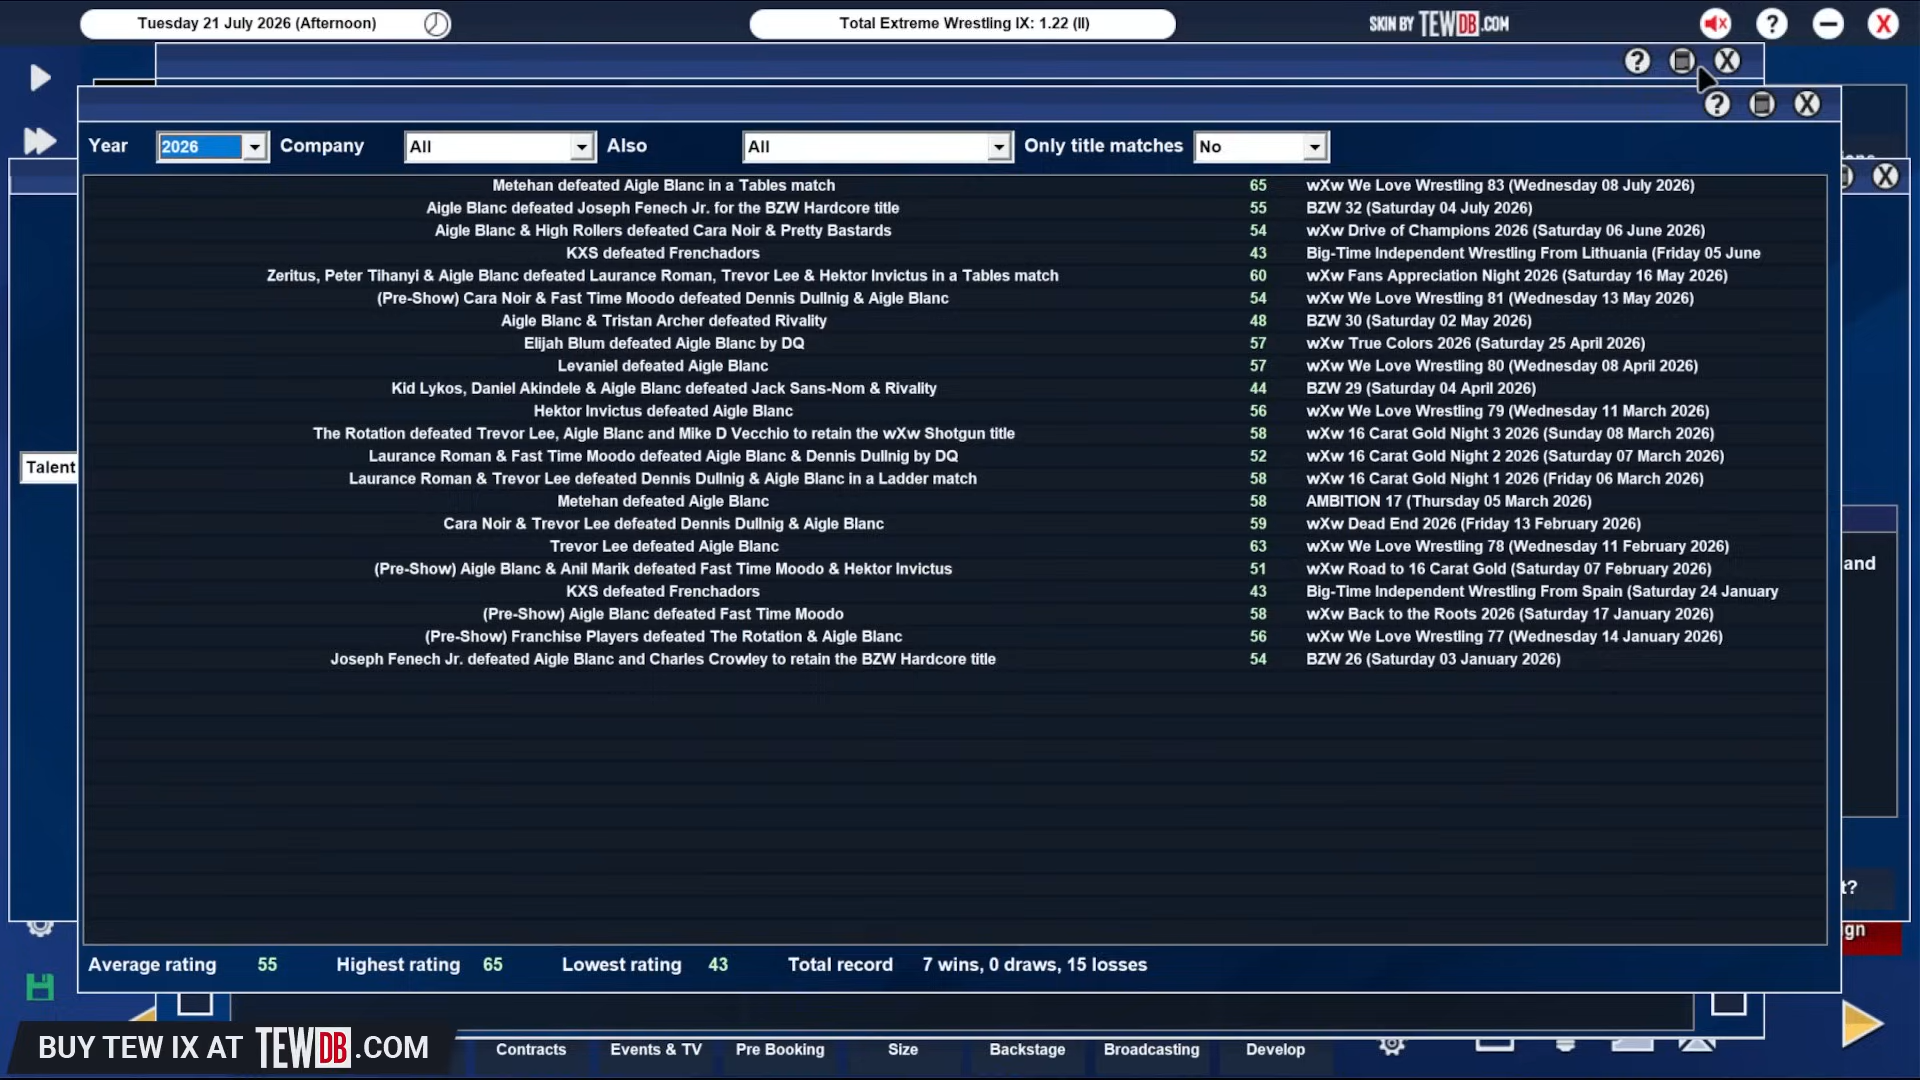 Tuesday 21 July 2026 (Afternoon)
Total Extreme Wrestling IX: 1.22 (II)
SKIN BY TEWDB.COM
Year 2026 Company All Also All Only title matches No
Metehan defeated Aigle Blanc in a Tables match 65 wXw We Love Wrestling 83 (Wednesday 08 July 2026)
Aigle Blanc defeated Joseph Fenech Jr. for the BZW Hardcore title 55 BZW 32 (Saturday 04 July 2026)
Aigle Blanc & High Rollers defeated Cara Noir & Pretty Bastards 54 wXw Drive of Champions 2026 (Saturday 06 June 2026)
KXS defeated Frenchadors 43 Big-Time Independent Wrestling From Lithuania (Friday 05 June
Zeritus, Peter Tihanyi & Aigle Blanc defeated Laurance Roman, Trevor Lee & Hektor Invictus in a Tables match 60 wXw Fans Appreciation Night 2026 (Saturday 16 May 2026)
(Pre-Show) Cara Noir & Fast Time Moodo defeated Dennis Dullnig & Aigle Blanc 54 wXw We Love Wrestling 81 (Wednesday 13 May 2026)
Aigle Blanc & Tristan Archer defeated Rivality 48 BZW 30 (Saturday 02 May 2026)
Elijah Blum defeated Aigle Blanc by DQ 57 wXw True Colors 2026 (Saturday 25 April 2026)
Levaniel defeated Aigle Blanc 57 wXw We Love Wrestling 80 (Wednesday 08 April 2026)
Kid Lykos, Daniel Akindele & Aigle Blanc defeated Jack Sans-Nom & Rivality 44 BZW 29 (Saturday 04 April 2026)
Hektor Invictus defeated Aigle Blanc 56 wXw We Love Wrestling 79 (Wednesday 11 March 2026)
The Rotation defeated Trevor Lee, Aigle Blanc and Mike D Vecchio to retain the wXw Shotgun title 58 wXw 16 Carat Gold Night 3 2026 (Sunday 08 March 2026)
Laurance Roman & Fast Time Moodo defeated Aigle Blanc & Dennis Dullnig by DQ 52 wXw 16 Carat Gold Night 2 2026 (Saturday 07 March 2026)
Laurance Roman & Trevor Lee defeated Dennis Dullnig & Aigle Blanc in a Ladder match 58 wXw 16 Carat Gold Night 1 2026 (Friday 06 March 2026)
Metehan defeated Aigle Blanc 58 AMBITION 17 (Thursday 05 March 2026)
Cara Noir & Trevor Lee defeated Dennis Dullnig & Aigle Blanc 59 wXw Dead End 2026 (Friday 13 February 2026)
Trevor Lee defeated Aigle Blanc 63 wXw We Love Wrestling 78 (Wednesday 11 February 2026)
(Pre-Show) Aigle Blanc & Anil Marik defeated Fast Time Moodo & Hektor Invictus 51 wXw Road to 16 Carat Gold (Saturday 07 February 2026)
KXS defeated Frenchadors 43 Big-Time Independent Wrestling From Spain (Saturday 24 January
(Pre-Show) Aigle Blanc defeated Fast Time Moodo 58 wXw Back to the Roots 2026 (Saturday 17 January 2026)
(Pre-Show) Franchise Players defeated The Rotation & Aigle Blanc 56 wXw We Love Wrestling 77 (Wednesday 14 January 2026)
Joseph Fenech Jr. defeated Aigle Blanc and Charles Crowley to retain the BZW Hardcore title 54 BZW 26 (Saturday 03 January 2026)
Talent
and
t?
gn
Average rating 55 Highest rating 65 Lowest rating 43 Total record 7 wins, 0 draws, 15 losses
BUY TEW IX AT TEWDB.COM
Contracts Events & TV Pre Booking Size Backstage Broadcasting Develop